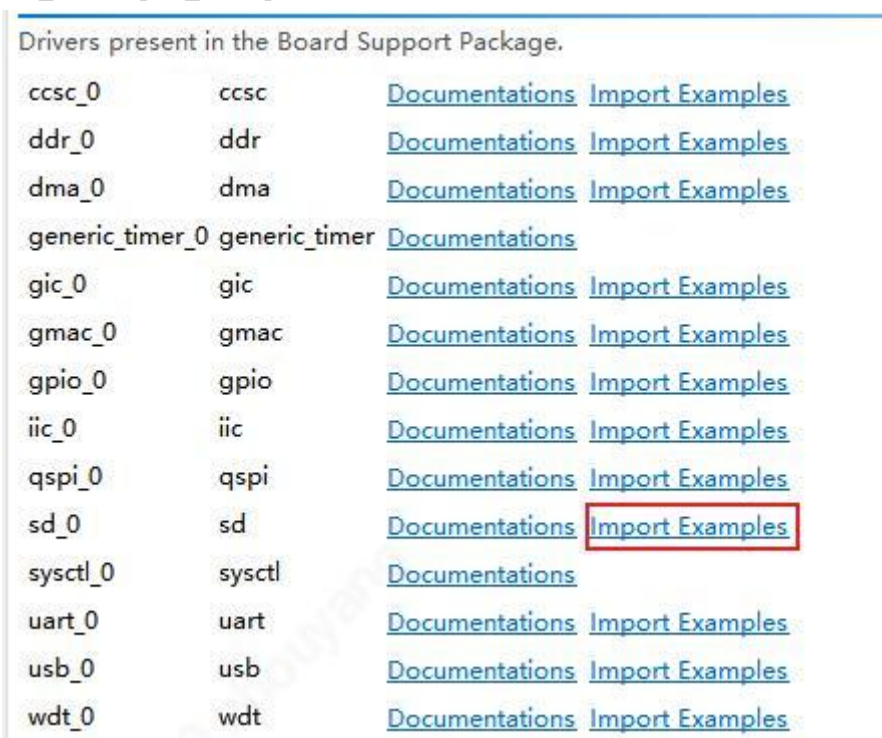 Drivers present in the Board Support Package.
ccsc_0 ccsc Documentations Import Examples
ddr_0 ddr Documentations Import Examples
dma_0 dma Documentations Import Examples
generic_timer_0 generic_timer Documentations
gic_0 gic Documentations Import Examples
gmac_0 gmac Documentations Import Examples
gpio_0 gpio Documentations Import Examples
iic_0 iic Documentations Import Examples
qspi_0 qspi Documentations Import Examples
sd_0 sd Documentations Import Examples
sysctl_0 sysctl Documentations
uart_0 uart Documentations Import Examples
usb_0 usb Documentations Import Examples
wdt_0 wdt Documentations Import Examples